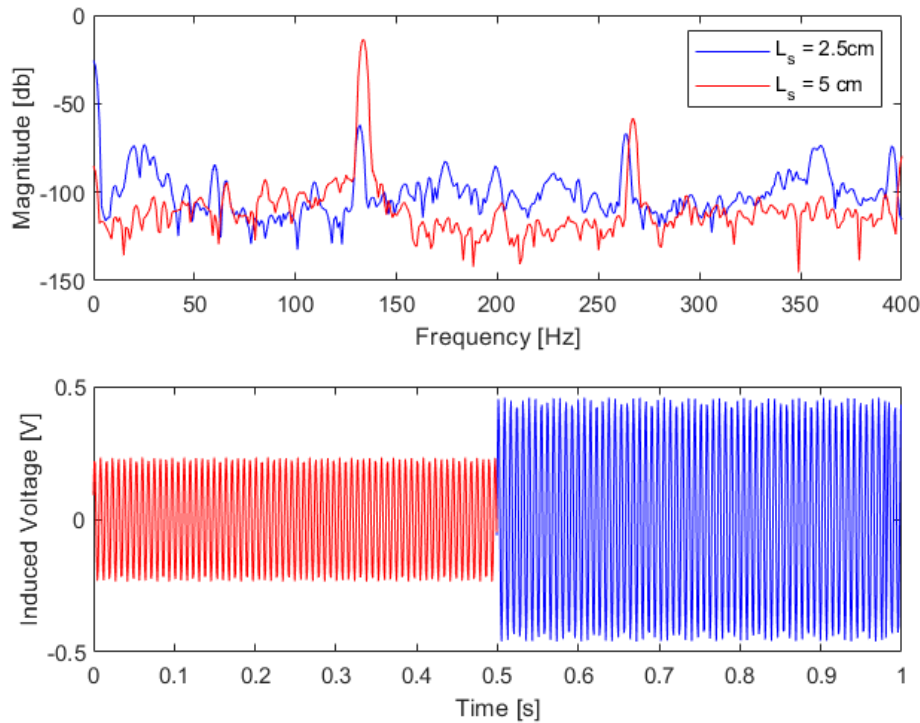 0
-50
-100
-150
Magnitude [db]
L_s = 2.5cm
L_s = 5 cm
0 50 100 150 200 250 300 350 400
Frequency [Hz]
0.5
0
-0.5
Induced Voltage [V]
0 0.1 0.2 0.3 0.4 0.5 0.6 0.7 0.8 0.9 1
Time [s]